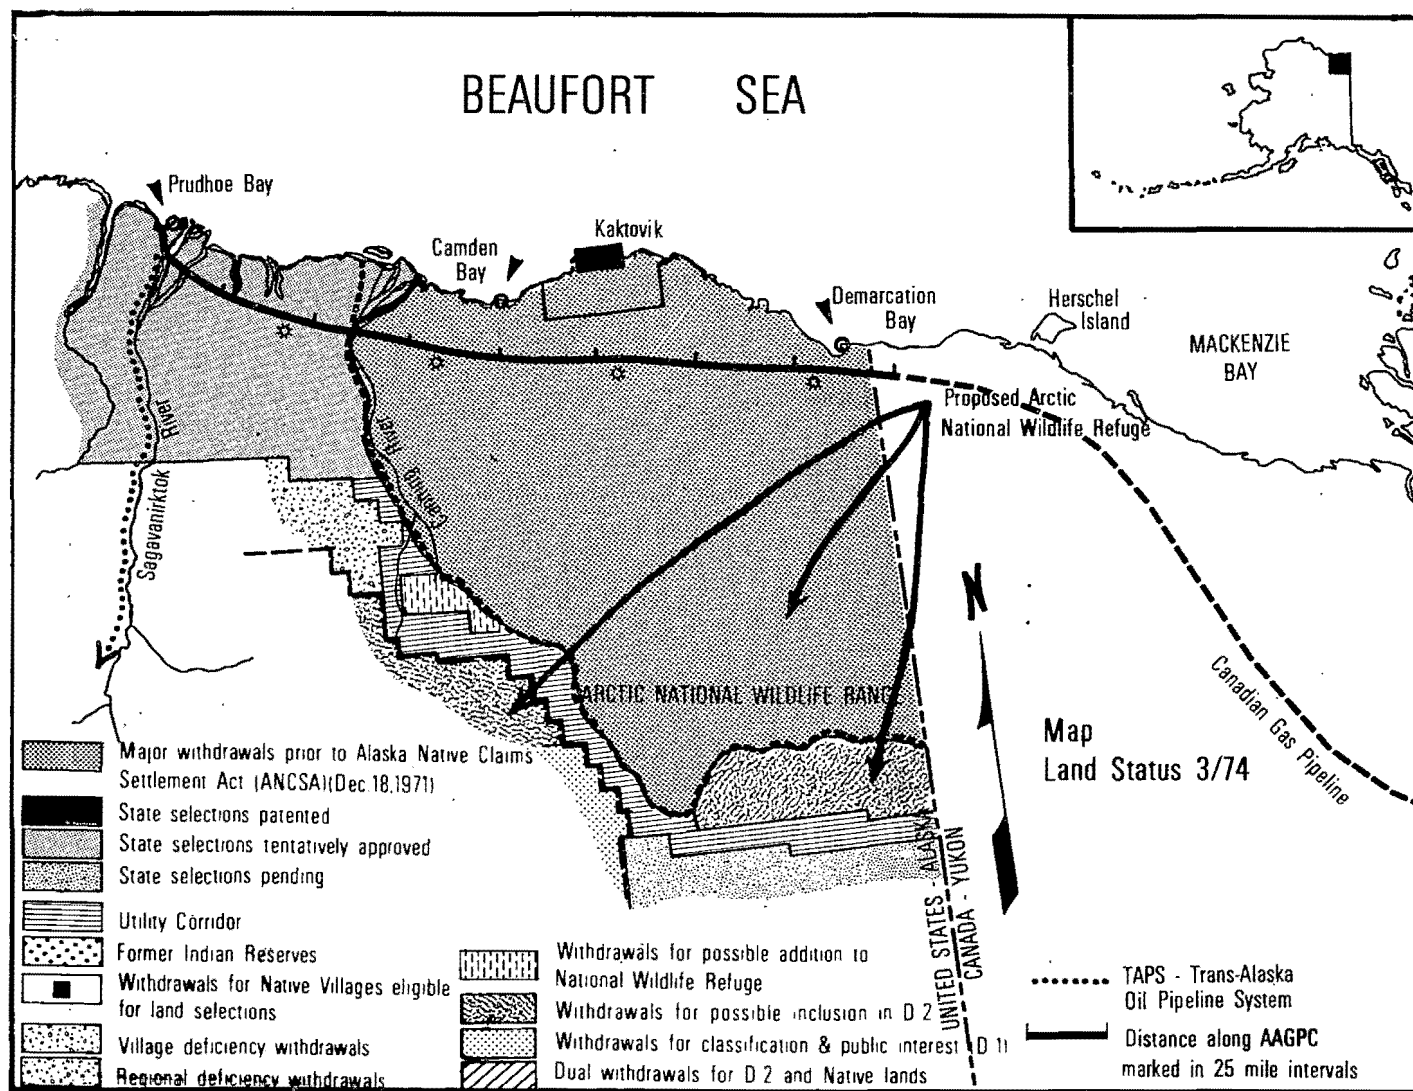 BEAUFORT SEA
Prudhoe Bay
Camden
Bay
Kaktovik
Demarcation
Bay
Herschel
Island
MACKENZIE
BAY
Proposed Arctic
National Wildlife Refuge
Sagavanirktok River
Canning River
ARCTIC NATIONAL WILDLIFE RANGE
N
Canadian Gas Pipeline
Map
Land Status 3/74
UNITED STATES - ALASKA
CANADA - YUKON
Major withdrawals prior to Alaska Native Claims
Settlement Act (ANCSA)(Dec.18,1971)
State selections patented
State selections tentatively approved
State selections pending
Utility Corridor
Former Indian Reserves
Withdrawals for Native Villages eligible
for land selections
Village deficiency withdrawals
Regional deficiency withdrawals
Withdrawals for possible addition to
National Wildlife Refuge
Withdrawals for possible inclusion in D 2
Withdrawals for classification & public interest (D 1)
Dual withdrawals for D 2 and Native lands
TAPS - Trans-Alaska
Oil Pipeline System
Distance along AAGPC
marked in 25 mile intervals